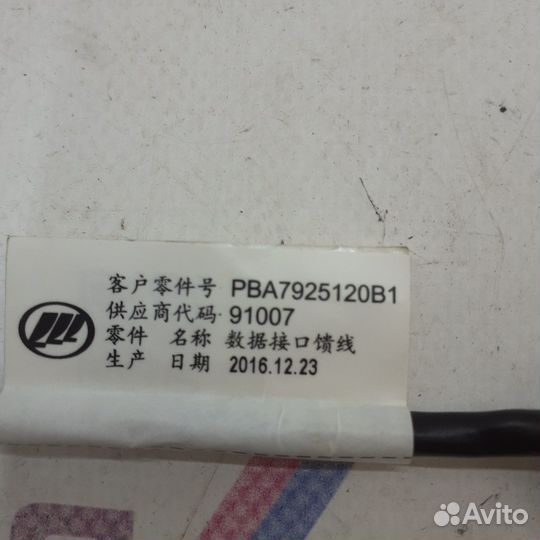 客户零件号 PBA7925120B1
供应商代码 91007
零件 名称 数据接口馈线
生产 日期 2016.12.23
Avito